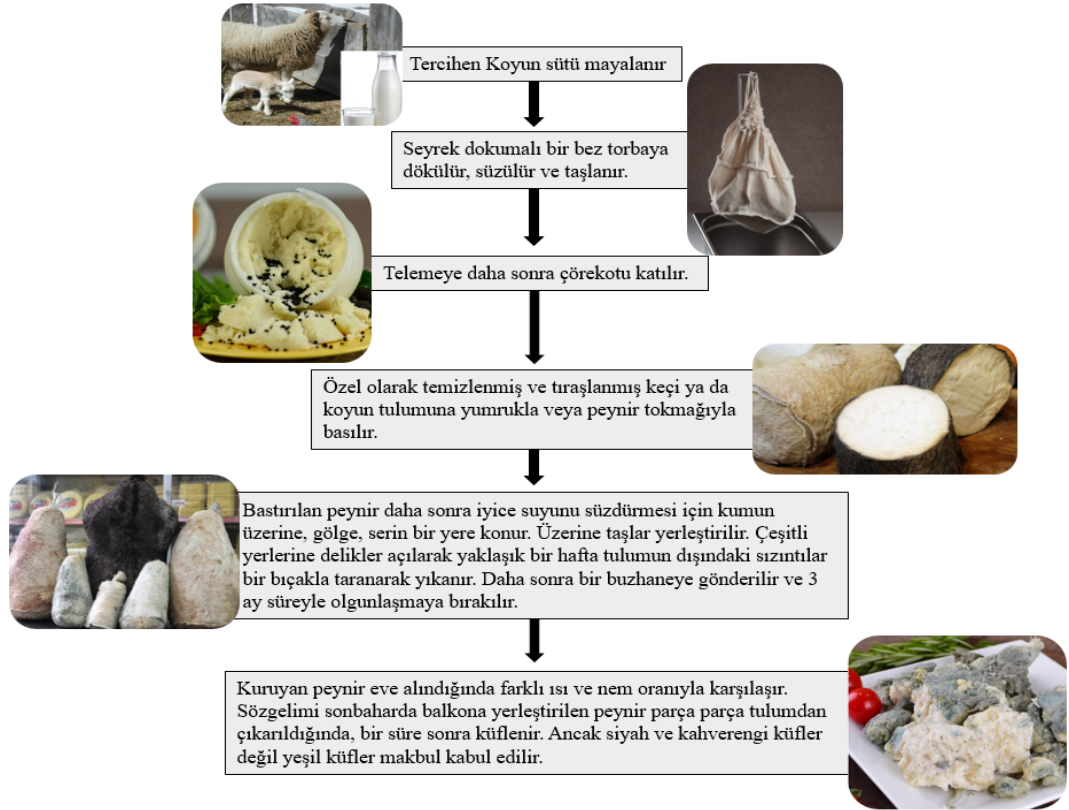 Tercihen Koyun sütü mayalanır
Seyrek dokumalı bir bez torbaya
dökülür, süzülür ve taşlanır.
Telemeye daha sonra çörekotu katılır.
Özel olarak temizlenmiş ve tıraşlanmış keçi ya da
koyun tulumuna yumrukla veya peynir tokmağıyla
basılır.
Bastırılan peynir daha sonra iyice suyunu süzdürmesi için kumun
üzerine, gölge, serin bir yere konur. Üzerine taşlar yerleştirilir. Çeşitli
yerlerine delikler açılarak yaklaşık bir hafta tulumun dışındaki sızıntılar
bir bıçakla taranarak yıkanır. Daha sonra bir buzhaneye gönderilir ve 3
ay süreyle olgunlaşmaya bırakılır.
Kuruyan peynir eve alındığında farklı ısı ve nem oranıyla karşılaşır.
Sözgelimi sonbaharda balkona yerleştirilen peynir parça parça tulumdan
çıkarıldığında, bir süre sonra küflenir. Ancak siyah ve kahverengi küfler
değil yeşil küfler makbul kabul edilir.